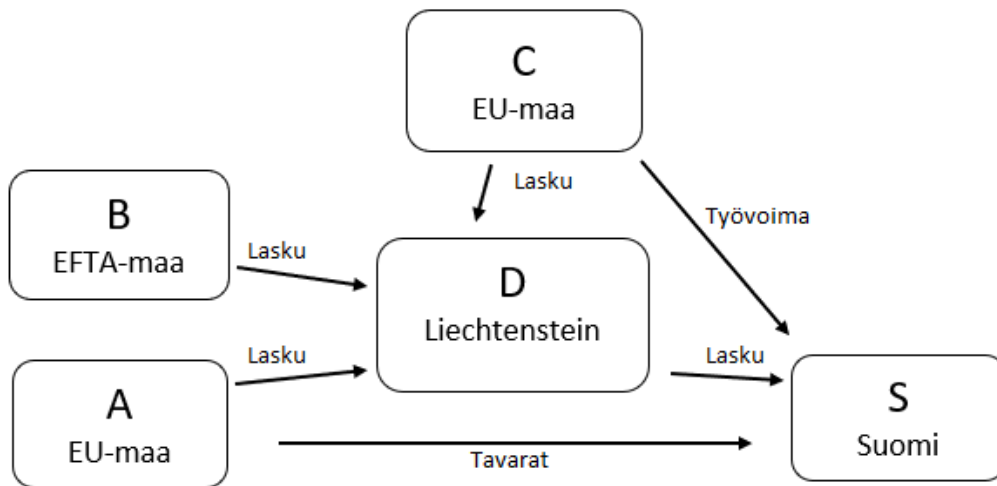 C
EU-maa
Lasku
Työvoima
B
EFTA-maa
Lasku
D
Liechtenstein
Lasku
Lasku
A
EU-maa
S
Suomi
Tavarat